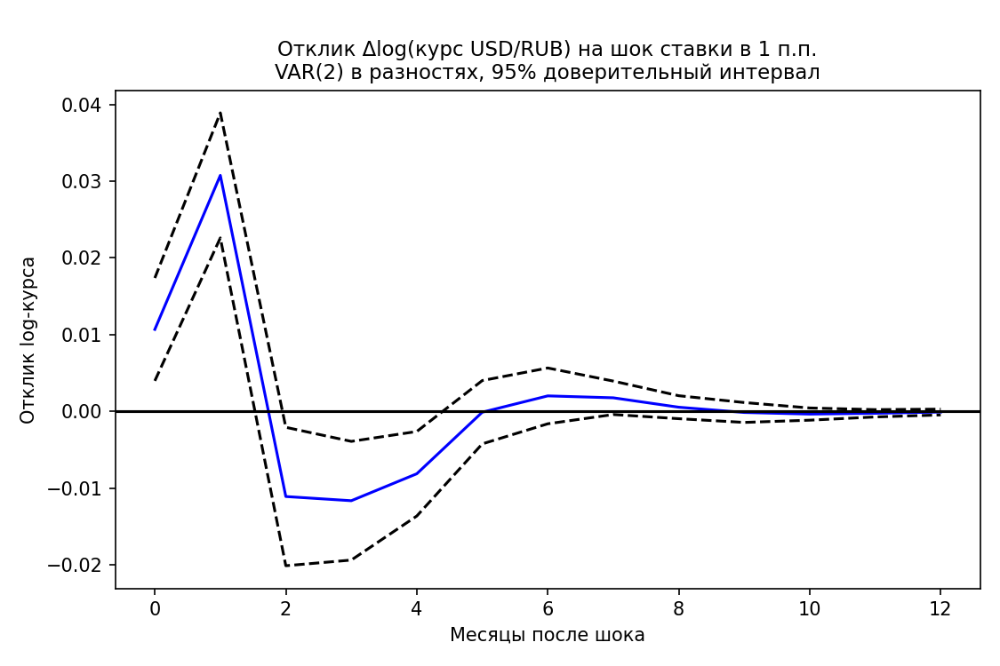 Отклик Δlog(курс USD/RUB) на шок ставки в 1 п.п.
VAR(2) в разностях, 95% доверительный интервал
Отклик log-курса
0.04
0.03
0.02
0.01
0.00
−0.01
−0.02
0 2 4 6 8 10 12
Месяцы после шока